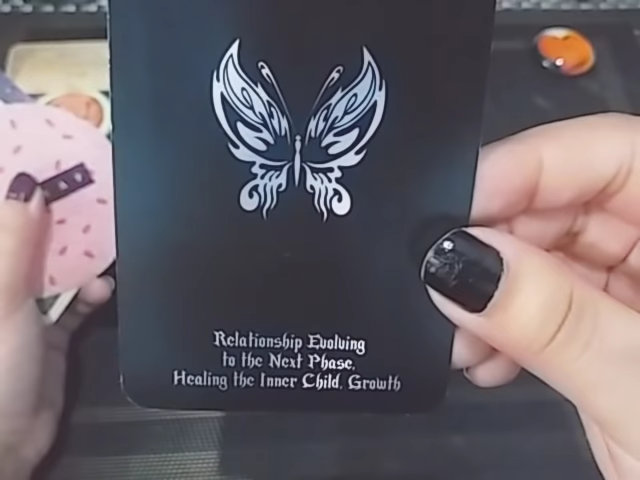 Relationship Evolving
to the Next Phase,
Healing the Inner Child, Growth